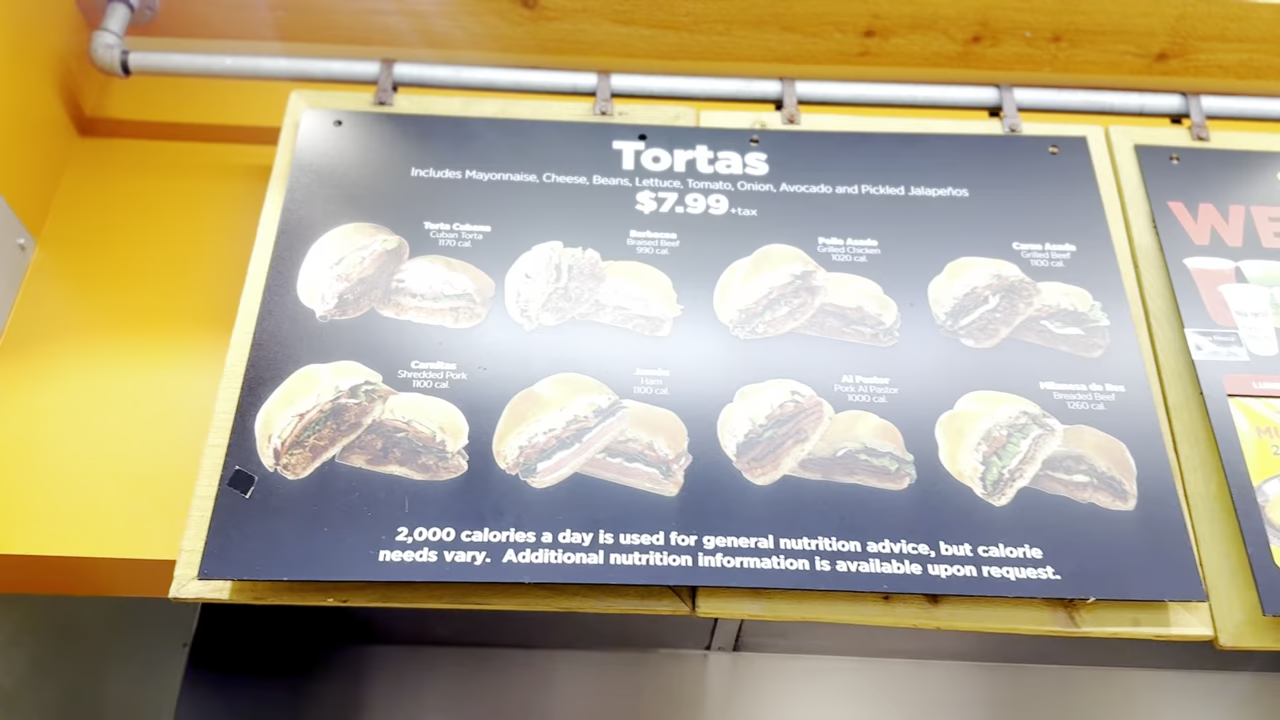 Tortas
Includes Mayonnaise, Cheese, Beans, Lettuce, Tomato, Onion, Avocado and Pickled Jalapeños
$7.99+tax
Torta Cubana
Cuban Torta
1170 cal.
Barbacoa
Braised Beef
990 cal.
Pollo Asado
Grilled Chicken
1020 cal.
Carne Asada
Grilled Beef
1100 cal.
Carnitas
Shredded Pork
1100 cal.
Jamón
Ham
1100 cal.
Al Pastor
Pork Al Pastor
1000 cal.
Milanesa de Res
Breaded Beef
1260 cal.
2,000 calories a day is used for general nutrition advice, but calorie
needs vary. Additional nutrition information is available upon request.
WE